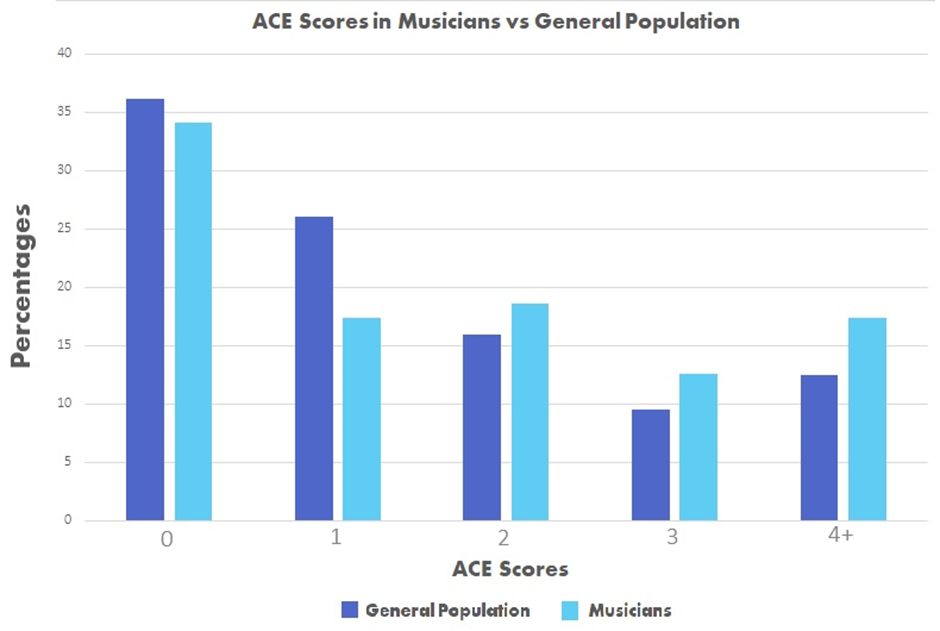 ACE Scores in Musicians vs General Population
40
35
30
25
20
15
10
5
0
Percentages
0 1 2 3 4+
ACE Scores
General Population Musicians